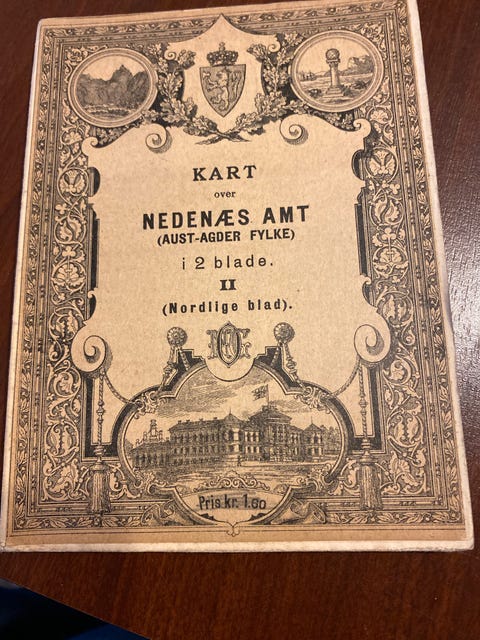 KART
over
NEDENÆS AMT
(AUST-AGDER FYLKE)
i 2 blade.
II
(Nordlige blad).
Pris kr. 1.60